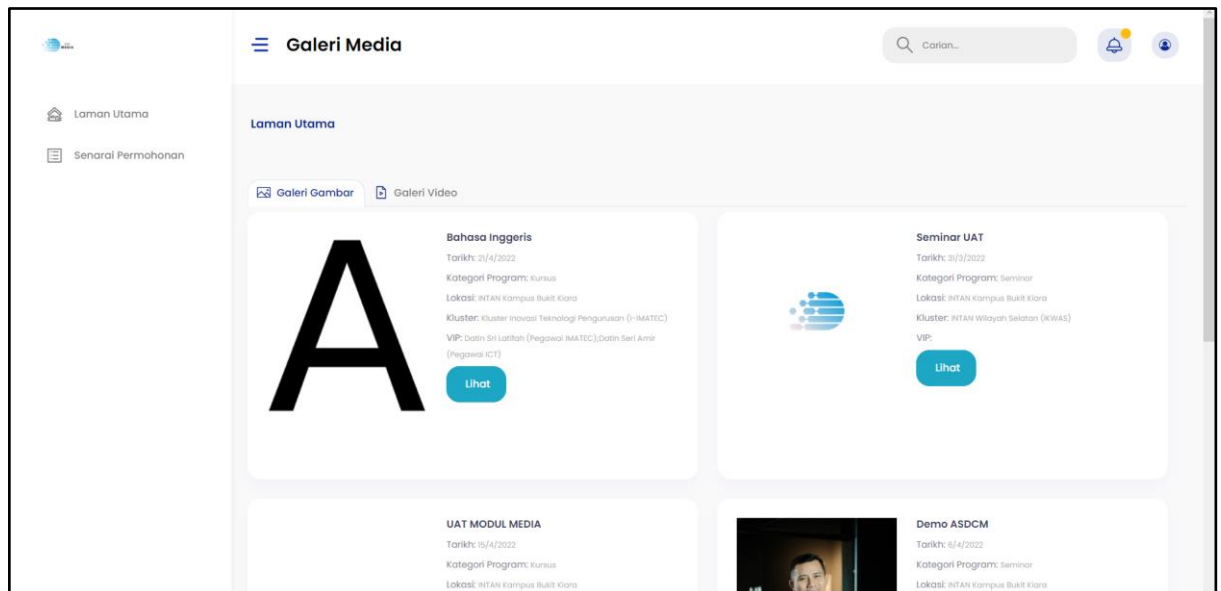 Galeri Media
Carian...
Laman Utama
Senarai Permohonan
Laman Utama
Galeri Gambar
Galeri Video
A
Bahasa Inggeris
Tarikh: 21/4/2022
Kategori Program: Kursus
Lokasi: INTAN Kampus Bukit Kiara
Kluster: Kluster Inovasi Teknologi Pengurusan (i-IMATEC)
VIP: Datin Sri Latifah (Pegawai IMATEC);Datin Seri Amir
(Pegawai ICT)
Lihat
Seminar UAT
Tarikh: 31/3/2022
Kategori Program: Seminar
Lokasi: INTAN Kampus Bukit Kiara
Kluster: INTAN Wilayah Selatan (IKWAS)
VIP:
Lihat
UAT MODUL MEDIA
Tarikh: 15/4/2022
Kategori Program: Kursus
Lokasi: INTAN Kampus Bukit Kiara
Demo ASDCM
Tarikh: 6/4/2022
Kategori Program: Seminar
Lokasi: INTAN Kampus Bukit Kiara